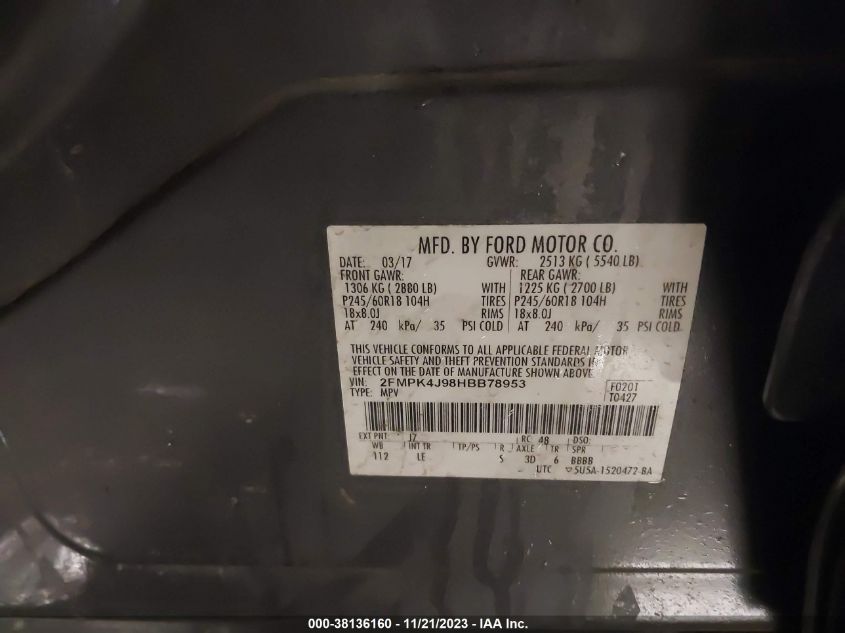 MFD. BY FORD MOTOR CO.
DATE: 03/17 GVWR: 2513 KG ( 5540 LB)
FRONT GAWR: REAR GAWR:
1306 KG ( 2880 LB) WITH 1225 KG ( 2700 LB) WITH
P245/60R18 104H TIRES P245/60R18 104H TIRES
18x8.0J RIMS 18x8.0J RIMS
AT 240 kPa/ 35 PSI COLD AT 240 kPa/ 35 PSI COLD
THIS VEHICLE CONFORMS TO ALL APPLICABLE FEDERAL MOTOR
VEHICLE SAFETY AND THEFT PREVENTION STANDARDS IN
EFFECT ON THE DATE OF MANUFACTURE SHOWN ABOVE.
VIN: 2FMPK4J98HBB78953 F0201
TYPE: MPV T0427
EXT PNT: J7 RC: 48 DSO:
WB INT TR TP/PS R AXLE TR SPR
112 LE S 3D 6 BBBB
UTC ▽5U5A-1520472-BA
000-38136160 - 11/21/2023 - IAA Inc.